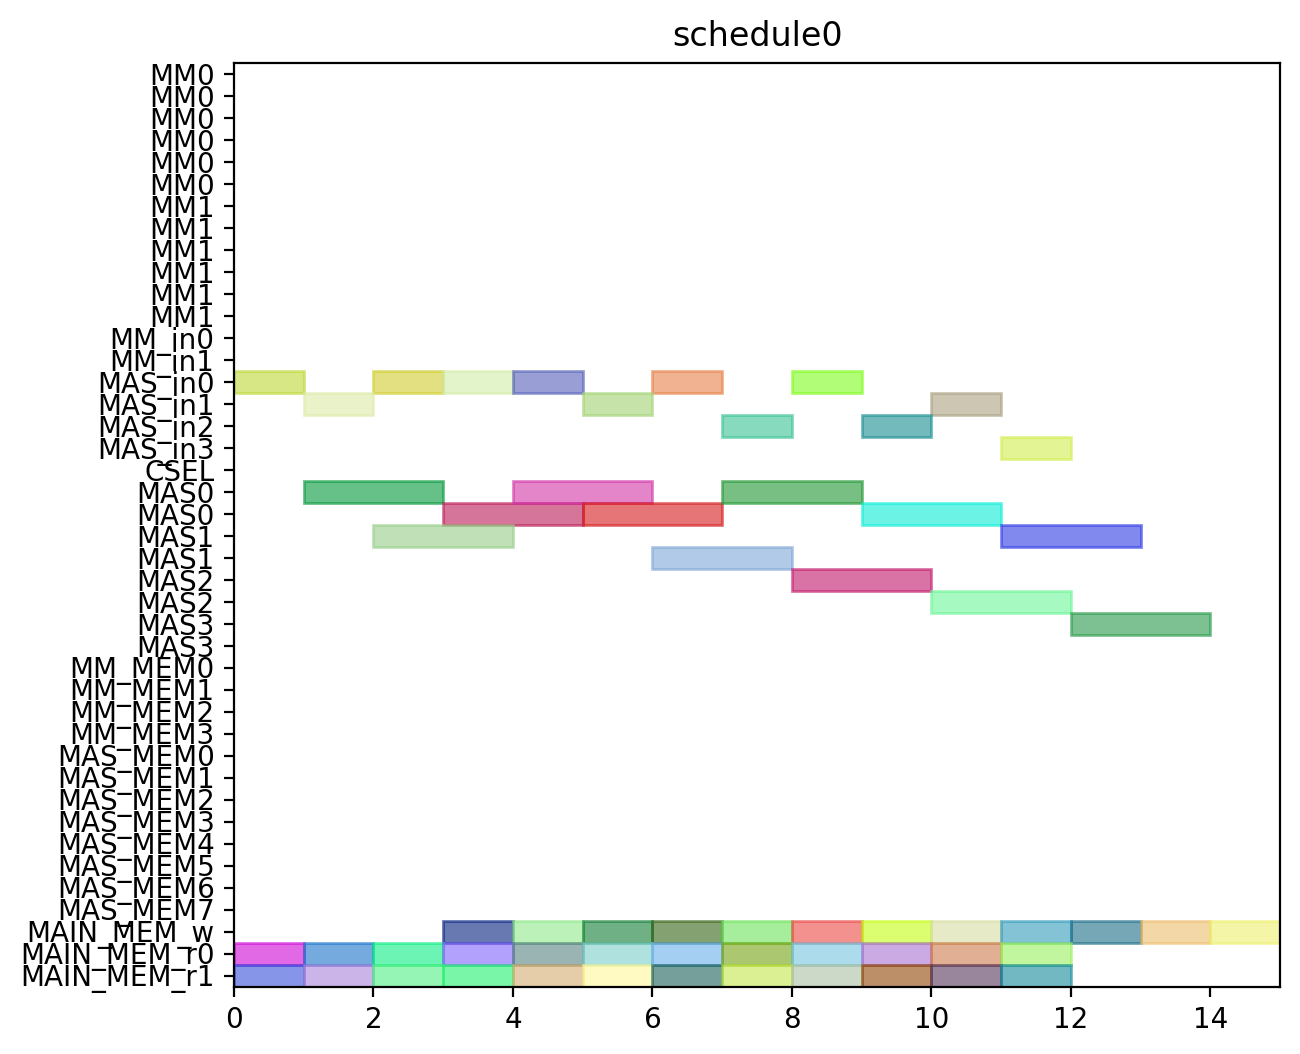 schedule0
MM0
MM0
MM0
MM0
MM0
MM0
MM1
MM1
MM1
MM1
MM1
MM1
MM_in0
MM_in1
MAS_in0
MAS_in1
MAS_in2
MAS_in3
CSEL
MAS0
MAS0
MAS1
MAS1
MAS2
MAS2
MAS3
MAS3
MM_MEM0
MM_MEM1
MM_MEM2
MM_MEM3
MAS_MEM0
MAS_MEM1
MAS_MEM2
MAS_MEM3
MAS_MEM4
MAS_MEM5
MAS_MEM6
MAS_MEM7
MAIN_MEM_w
MAIN_MEM_r0
MAIN_MEM_r1
0 2 4 6 8 10 12 14